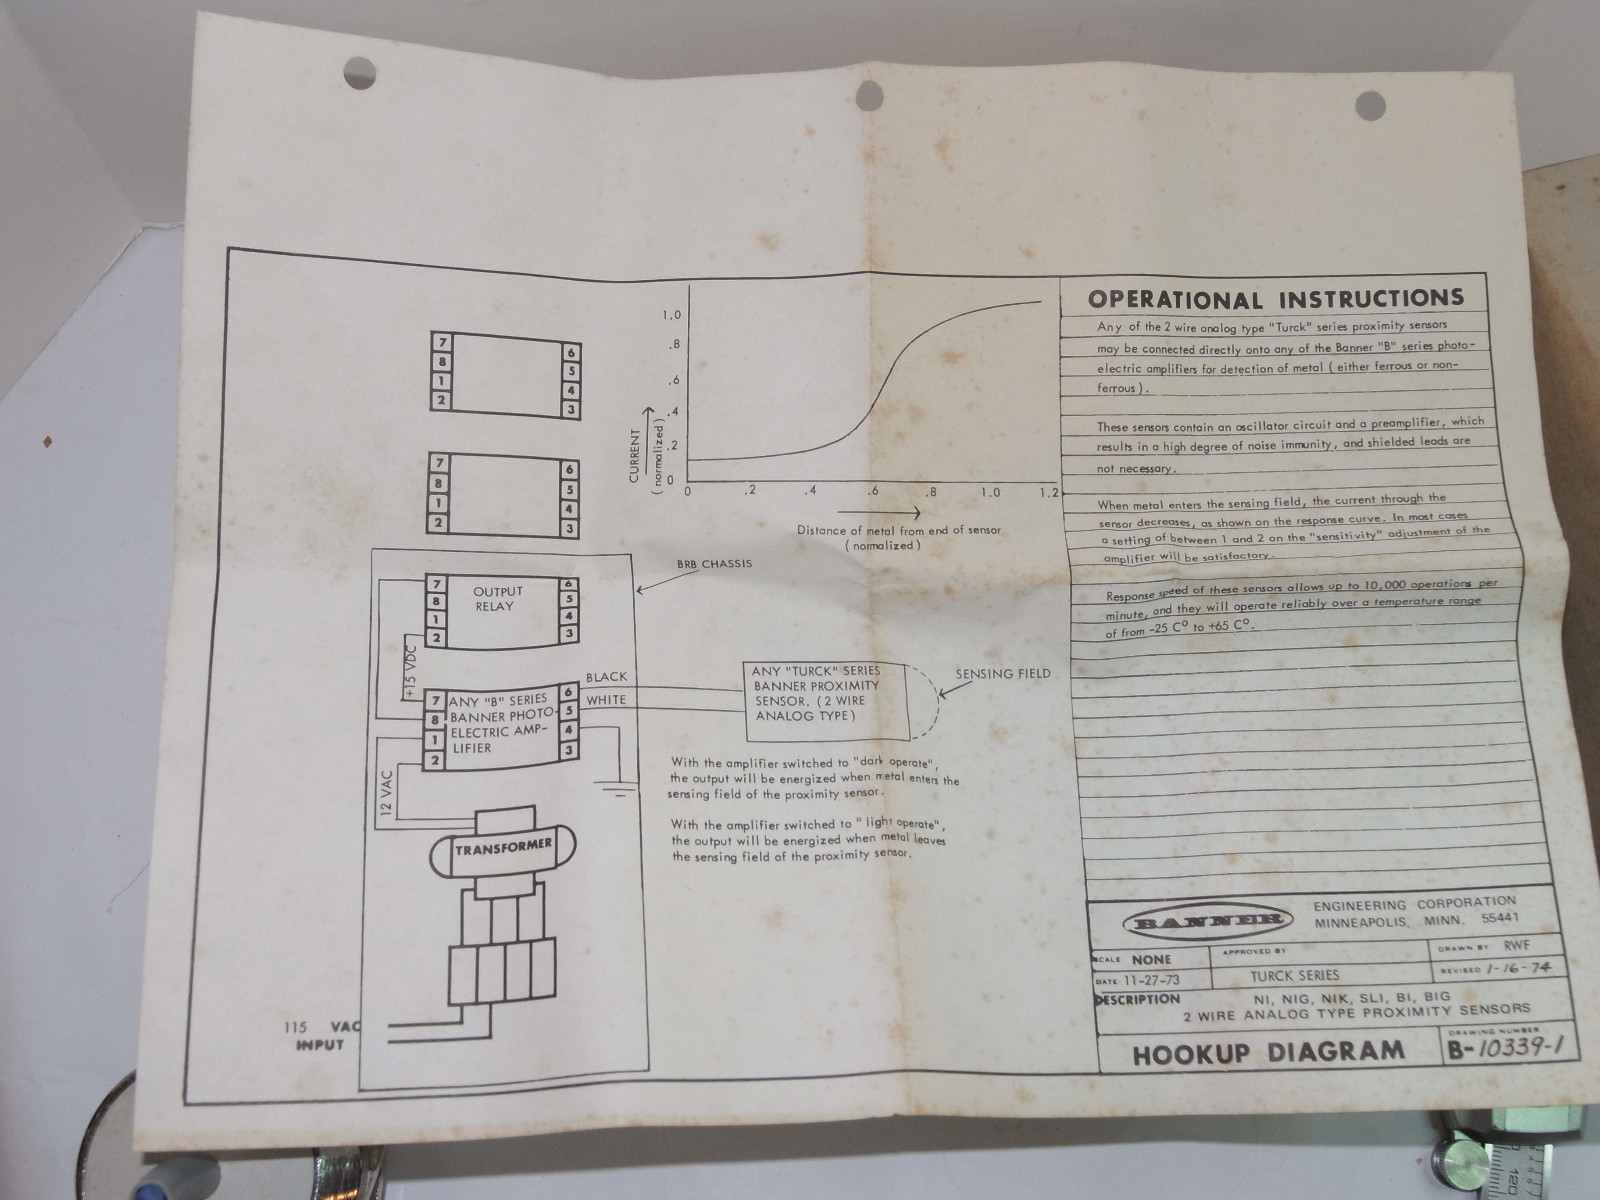 7
8
1
2
6
5
4
3
7
8
1
2
6
5
4
3
1.0
.8
.6
.4
.2
0
CURRENT
(normalized)
0 .2 .4 .6 .8 1.0 1.2
Distance of metal from end of sensor
(normalized)
BRB CHASSIS
7
8
1
2
OUTPUT
RELAY
6
5
4
3
+15 VDC
7
8
1
2
ANY "B" SERIES
BANNER PHOTO-
ELECTRIC AMP-
LIFIER
6
5
4
3
BLACK
WHITE
ANY "TURCK" SERIES
BANNER PROXIMITY
SENSOR. (2 WIRE
ANALOG TYPE)
SENSING FIELD
12 VAC
TRANSFORMER
115 VAC
INPUT
With the amplifier switched to "dark operate",
the output will be energized when metal enters the
sensing field of the proximity sensor.
With the amplifier switched to "light operate",
the output will be energized when metal leaves
the sensing field of the proximity sensor.
OPERATIONAL INSTRUCTIONS
Any of the 2 wire analog type "Turck" series proximity sensors
may be connected directly onto any of the Banner "B" series photo-
electric amplifiers for detection of metal (either ferrous or non-
ferrous).
These sensors contain an oscillator circuit and a preamplifier, which
results in a high degree of noise immunity, and shielded leads are
not necessary.
When metal enters the sensing field, the current through the
sensor decreases, as shown on the response curve. In most cases
a setting of between 1 and 2 on the "sensitivity" adjustment of the
amplifier will be satisfactory.
Response speed of these sensors allows up to 10,000 operations per
minute, and they will operate reliably over a temperature range
of from -25 C° to +65 C°.
BANNER
ENGINEERING CORPORATION
MINNEAPOLIS, MINN. 55441
SCALE NONE
APPROVED BY
DRAWN BY RWF
DATE 11-27-73
TURCK SERIES
REVISED 1-16-74
DESCRIPTION
NI, NIG, NIK, SLI, BI, BIG
2 WIRE ANALOG TYPE PROXIMITY SENSORS
HOOKUP DIAGRAM
DRAWING NUMBER
B-10339-1
120